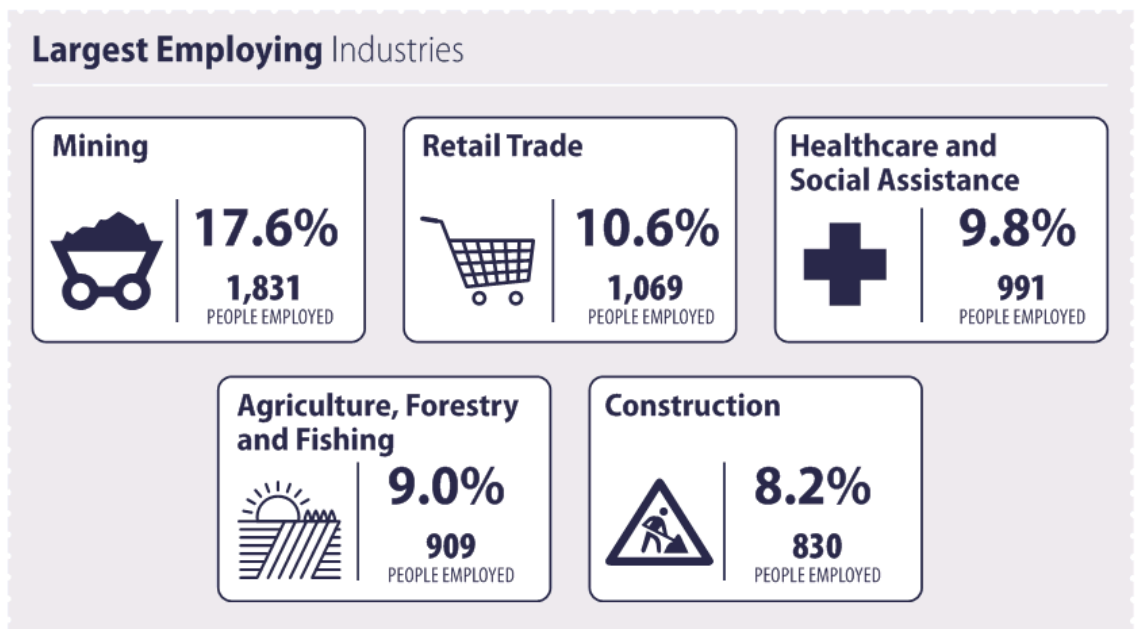 Largest Employing Industries
Mining
17.6%
1,831
PEOPLE EMPLOYED
Retail Trade
10.6%
1,069
PEOPLE EMPLOYED
Healthcare and
Social Assistance
9.8%
991
PEOPLE EMPLOYED
Agriculture, Forestry
and Fishing
9.0%
909
PEOPLE EMPLOYED
Construction
8.2%
830
PEOPLE EMPLOYED